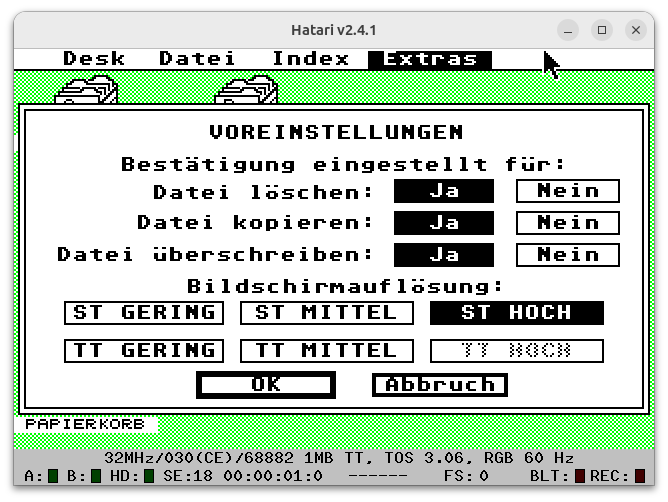 Hatari v2.4.1
Desk Datei Index Extras
VOREINSTELLUNGEN
Bestätigung eingestellt für:
Datei löschen: Ja Nein
Datei kopieren: Ja Nein
Datei überschreiben: Ja Nein
Bildschirmauflösung:
ST GERING ST MITTEL ST HOCH
TT GERING TT MITTEL TT HOCH
OK Abbruch
PAPIERKORB
32MHz/030(CE)/68882 1MB TT, TOS 3.06, RGB 60 Hz
A: B: HD: SE:18 00:00:01:0 ------ FS:0 BLT: REC: